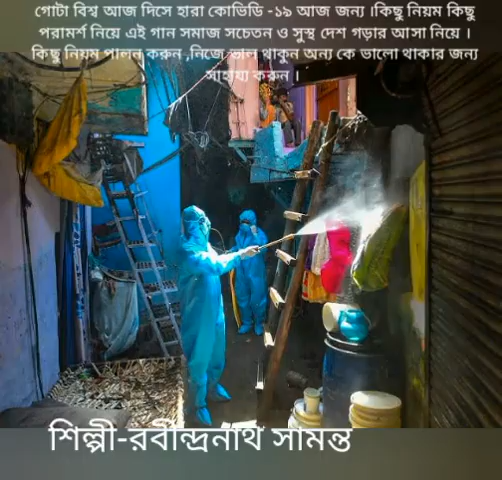 গোটা বিশ্ব আজ দিসে হারা কোভিডি -১৯ আজ জন্য ।কিছু নিয়ম কিছু
পরামর্শ নিয়ে এই গান সমাজ সচেতন ও সুস্থ দেশ গড়ার আসা নিয়ে ।
কিছু নিয়ম পালন করুন ,নিজে ভাল থাকুন অন্য কে ভালো থাকার জন্য
সাহায্য করুন ।
শিল্পী-রবীন্দ্রনাথ সামন্ত